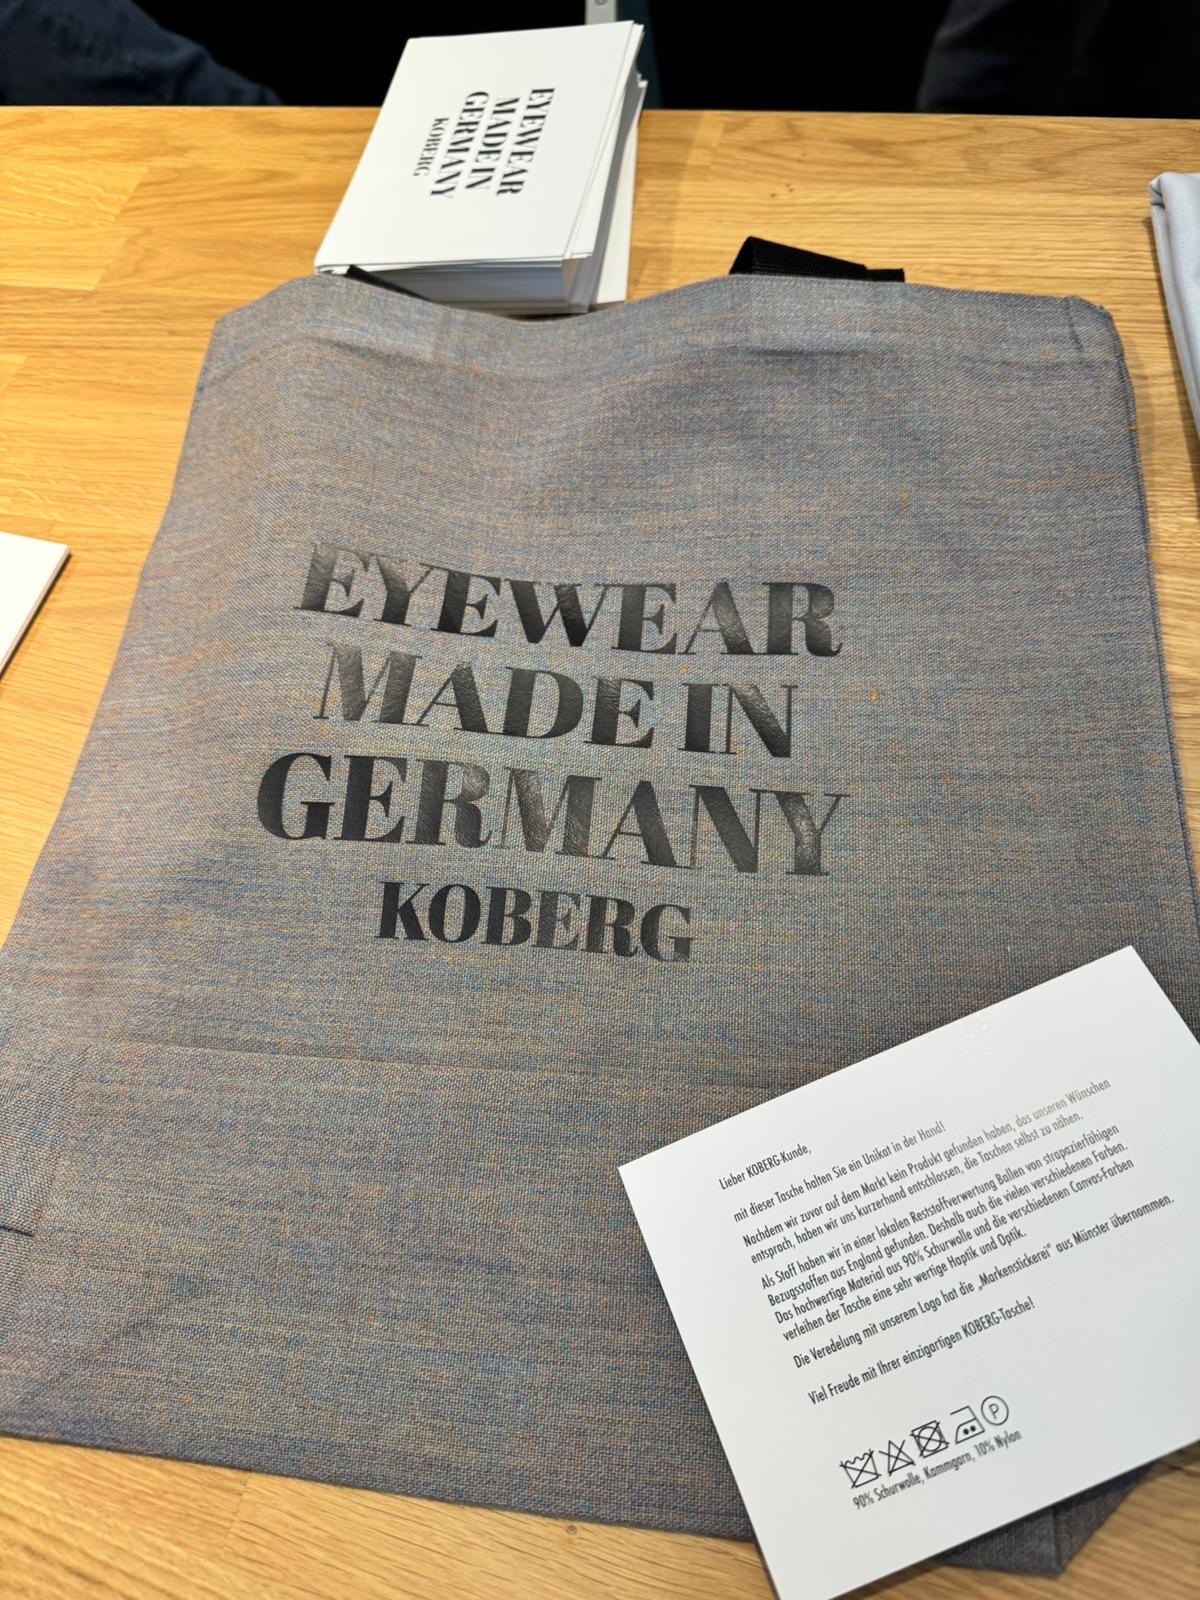 EYEWEAR
MADE IN
GERMANY
KOBERG
EYEWEAR
MADE IN
GERMANY
KOBERG
Lieber KOBERG-Kunde,
mit dieser Tasche halten Sie ein Unikat in der Hand!
Nachdem wir zuvor auf dem Markt kein Produkt gefunden haben, das unseren Wünschen
entsprach, haben wir uns kurzerhand entschlossen, die Taschen selbst zu nähen.
Als Stoff haben wir in einer lokalen Reststoffverwertung Ballen von strapazierfähigen
Bezugsstoffen aus England gefunden. Deshalb auch die vielen verschiedenen Farben.
Das hochwertige Material aus 90% Schurwolle und die verschiedenen Canvas-Farben
verleihen der Tasche eine sehr wertige Haptik und Optik.
Die Veredelung mit unserem Logo hat die „Markenstickerei" aus Münster übernommen.
Viel Freude mit Ihrer einzigartigen KOBERG-Tasche!
P
90% Schurwolle, Kammgarn, 10% Nylon